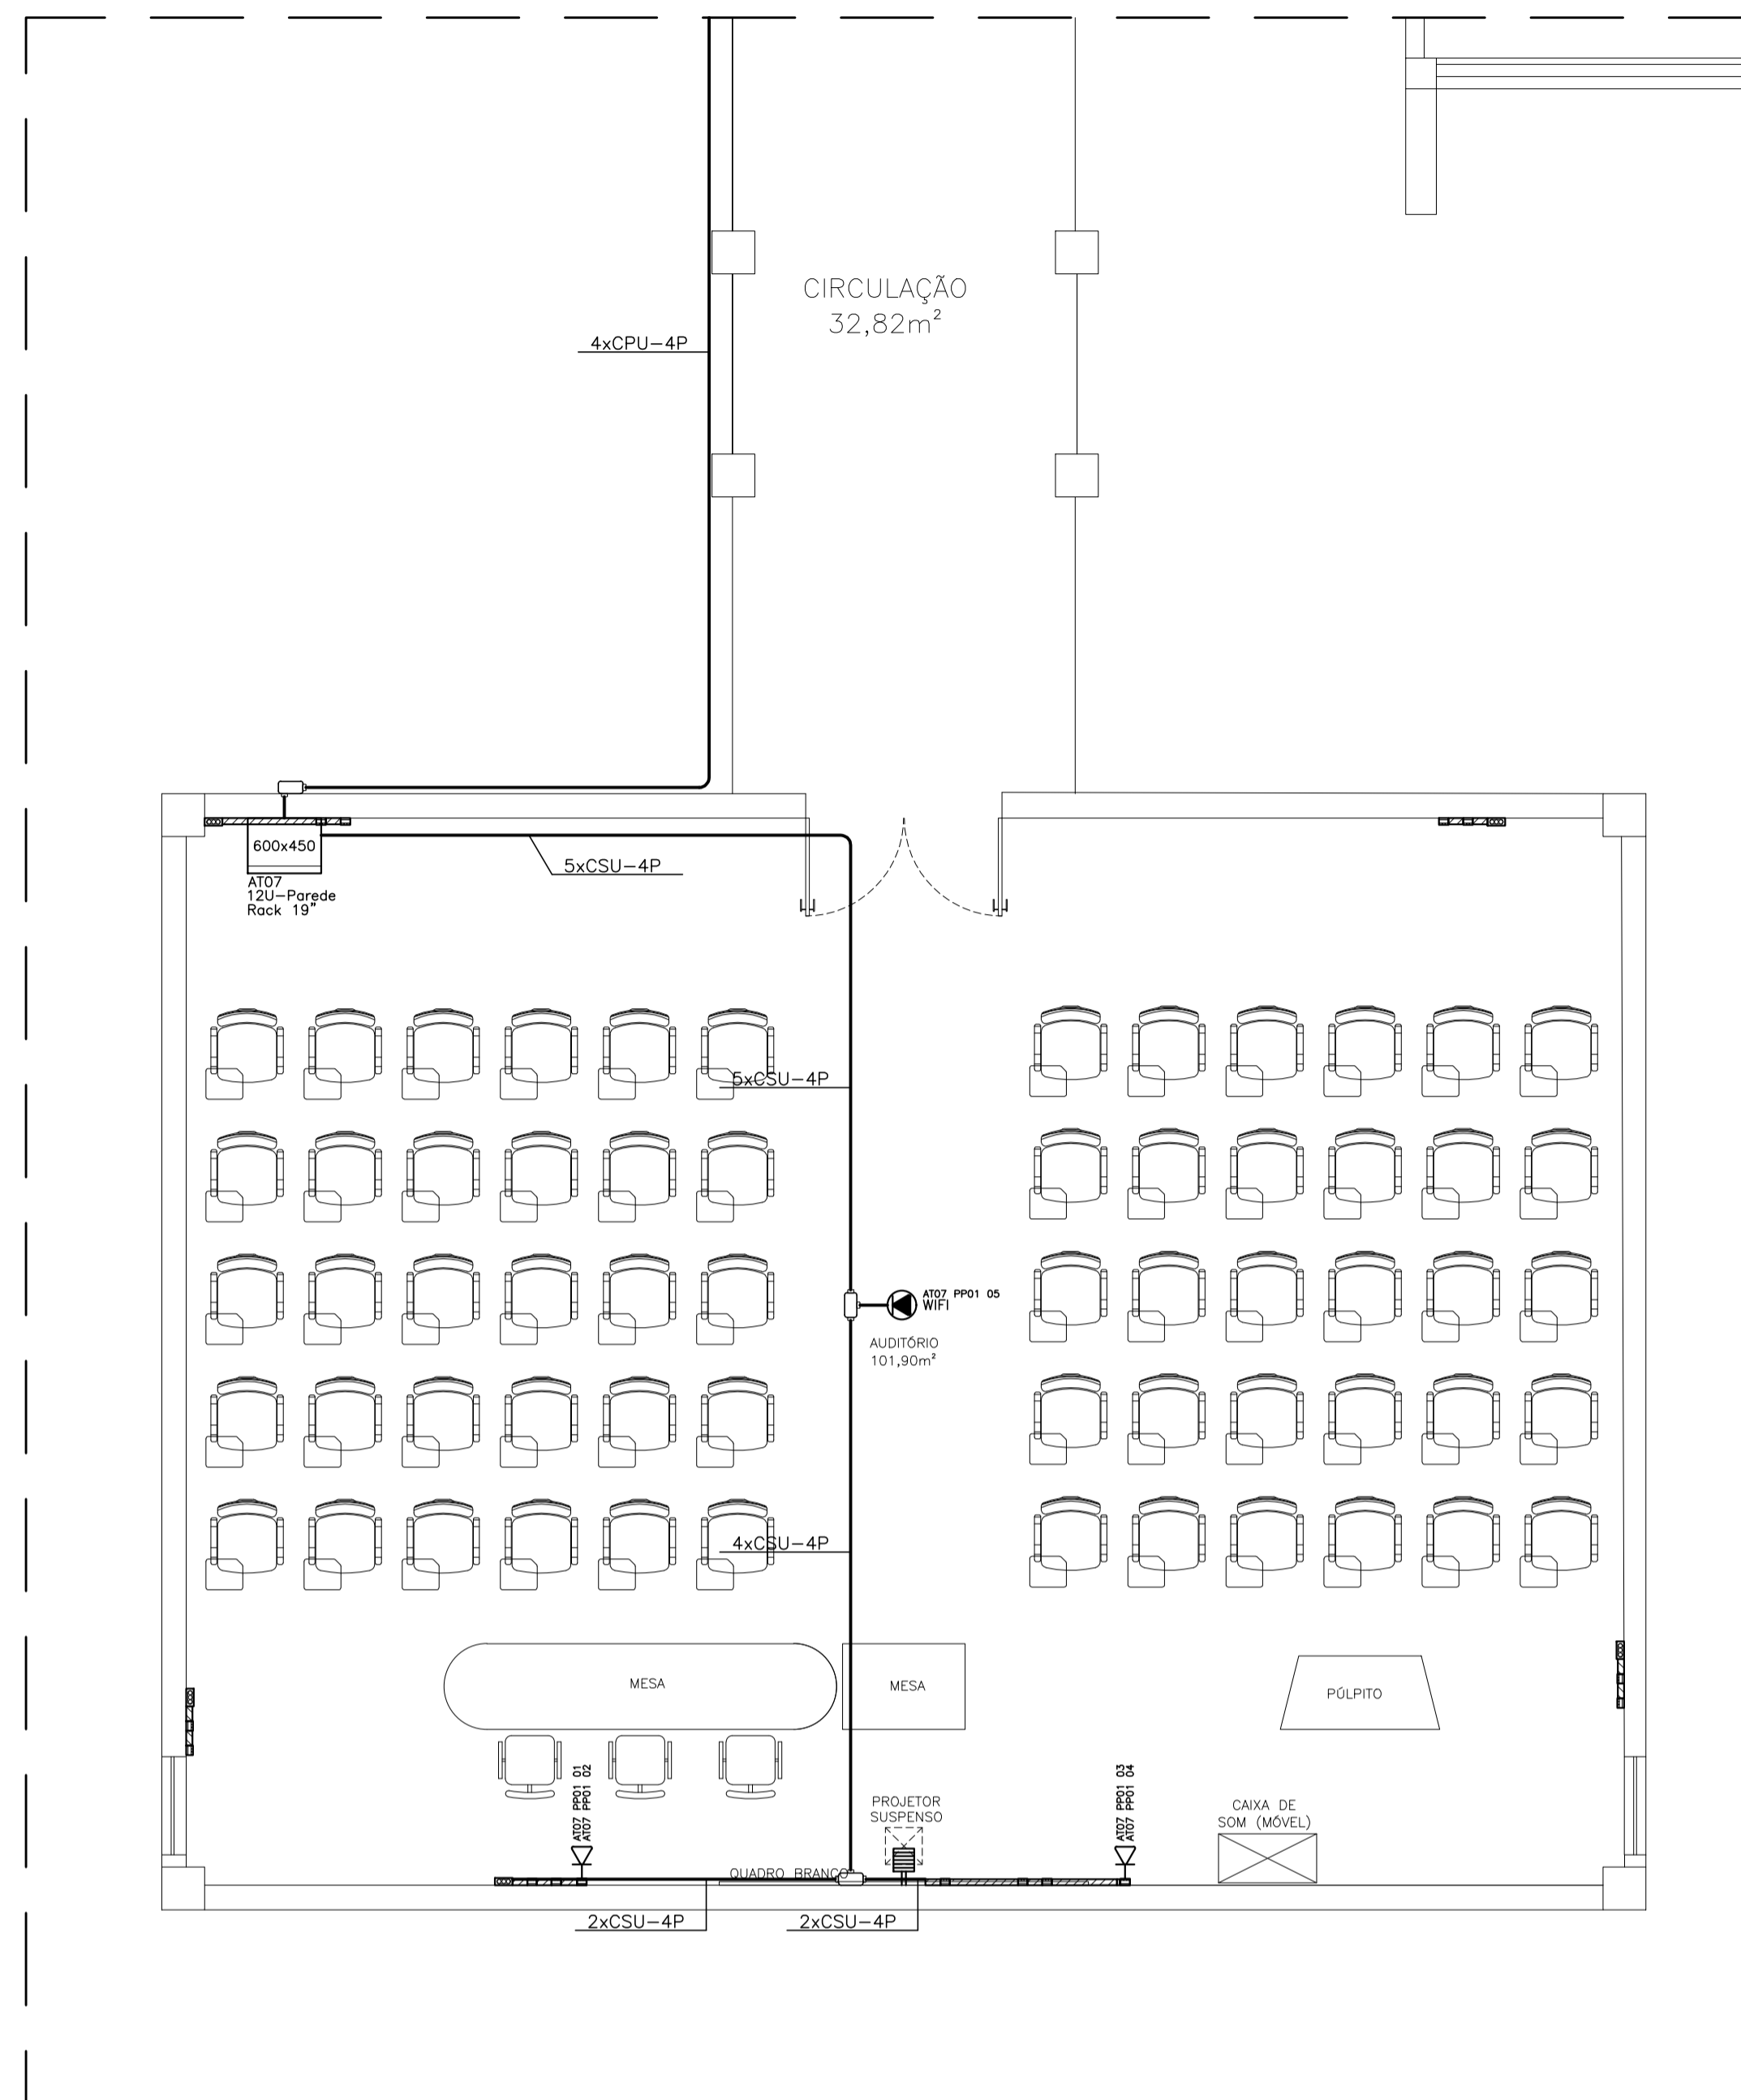 CIRCULAÇÃO
32,82m²
4xCPU-4P
600x450
AT07
12U-Parede
Rack 19"
5xCSU-4P
5xCSU-4P
AT07 PP01 05
WIFI
AUDITÓRIO
101,90m²
4xCSU-4P
MESA
MESA
PÚLPITO
AT07 PP01 01
AT07 PP01 02
PROJETOR
SUSPENSO
AT07 PP01 03
AT07 PP01 04
CAIXA DE
SOM (MÓVEL)
QUADRO BRANCO
2xCSU-4P
2xCSU-4P